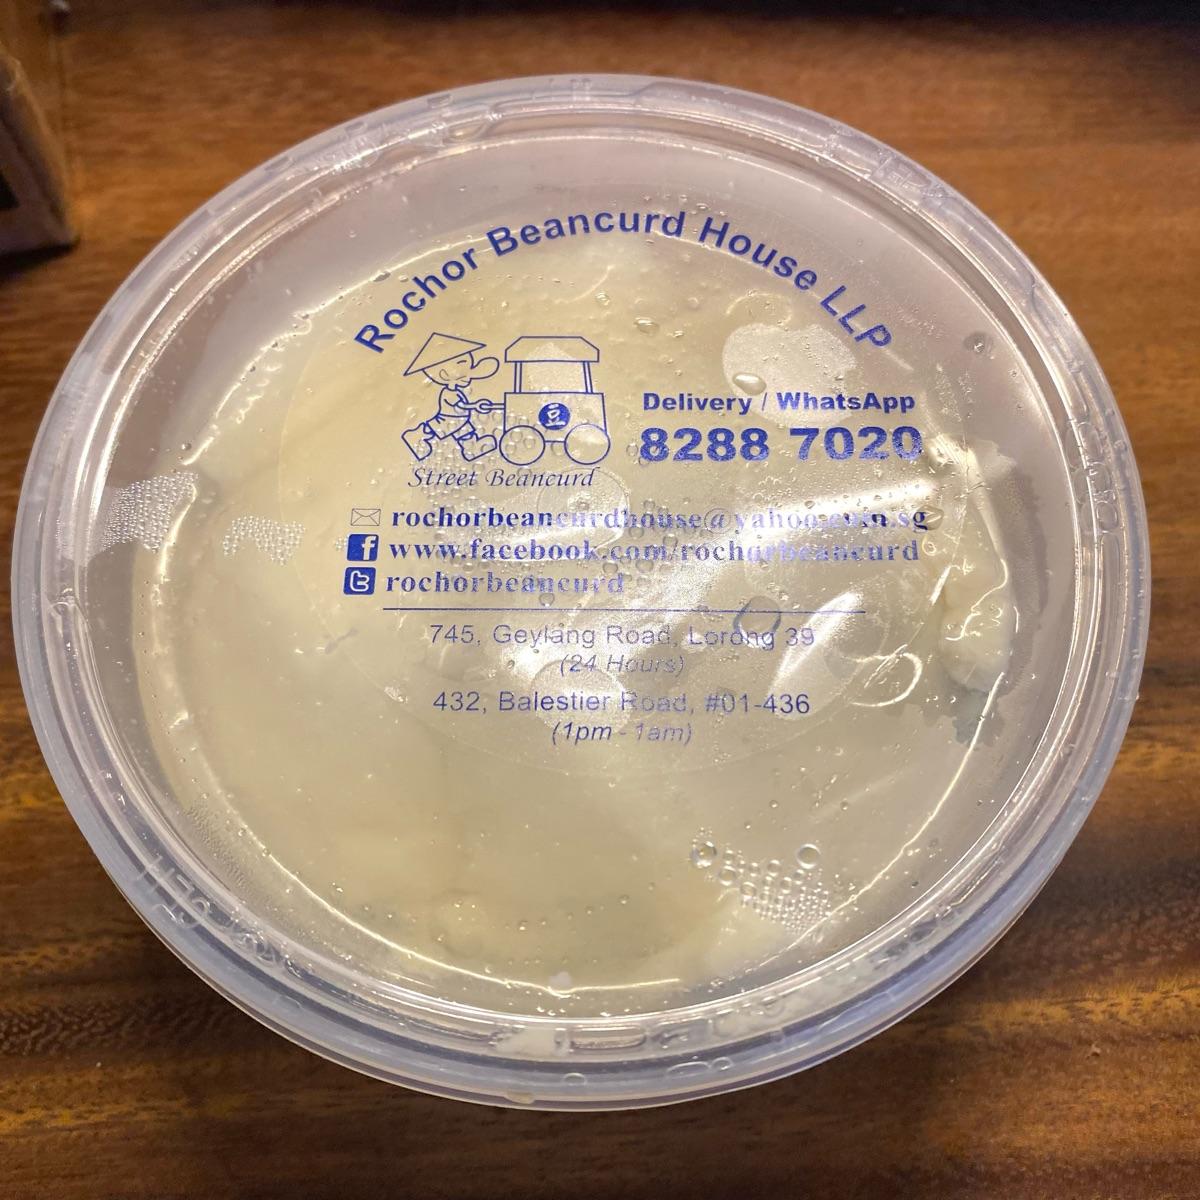 Rochor Beancurd House LLP
豆
Street Beancurd
Delivery / WhatsApp
8288 7020
rochorbeancurdhouse@yahoo.com.sg
www.facebook.com/rochorbeancurd
rochorbeancurd
745, Geylang Road, Lorong 39
(24 Hours)
432, Balestier Road, #01-436
(1pm - 1am)